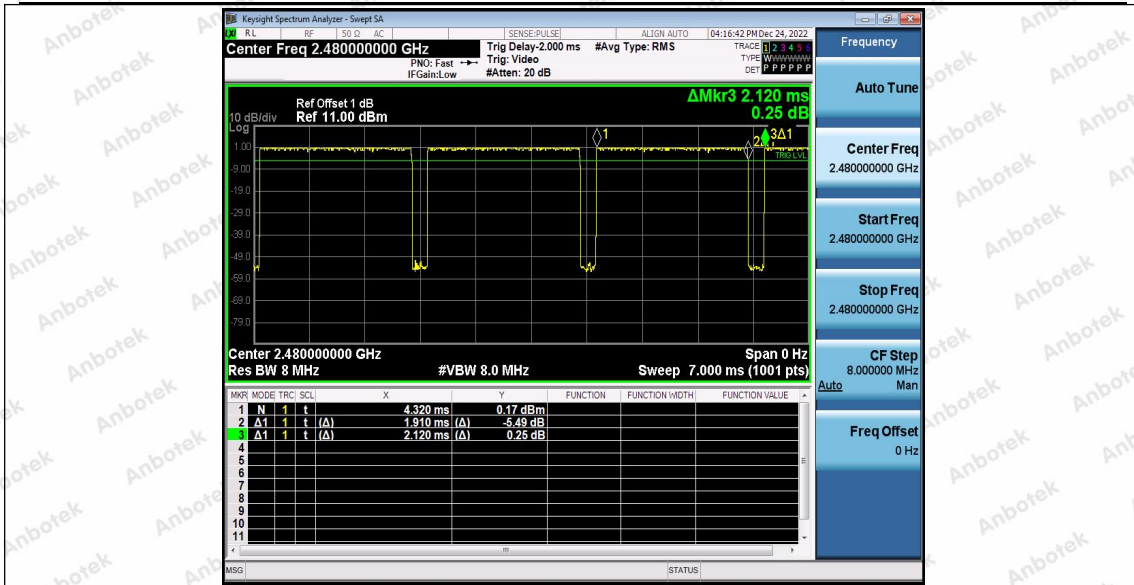 Keysight Spectrum Analyzer - Swept SA
LXI RL RF 50 Ω AC SENSE:PULSE ALIGN AUTO 04:16:42 PM Dec 24, 2022
Center Freq 2.480000000 GHz
PNO: Fast
IFGain:Low
Trig Delay-2.000 ms
Trig: Video
#Atten: 20 dB
#Avg Type: RMS
TRACE 1 2 3 4 5 6
TYPE WWWWWW
DET P P P P P P
ΔMkr3 2.120 ms
0.25 dB
10 dB/div
Log
Ref Offset 1 dB
Ref 11.00 dBm
1
3Δ1
TRIG LVL
1.00
-9.00
-19.0
-29.0
-39.0
-49.0
-59.0
-69.0
-79.0
Center 2.480000000 GHz Span 0 Hz
Res BW 8 MHz #VBW 8.0 MHz Sweep 7.000 ms (1001 pts)
MKR MODE TRC SCL X Y FUNCTION FUNCTION WIDTH FUNCTION VALUE
1 N 1 t 4.320 ms 0.17 dBm
2 Δ1 1 t (Δ) 1.910 ms (Δ) -5.49 dB
3 Δ1 1 t (Δ) 2.120 ms (Δ) 0.25 dB
4
5
6
7
8
9
10
11
MSG STATUS
Frequency
Auto Tune
Center Freq
2.480000000 GHz
Start Freq
2.480000000 GHz
Stop Freq
2.480000000 GHz
CF Step
8.000000 MHz
Auto Man
Freq Offset
0 Hz
Anbotek